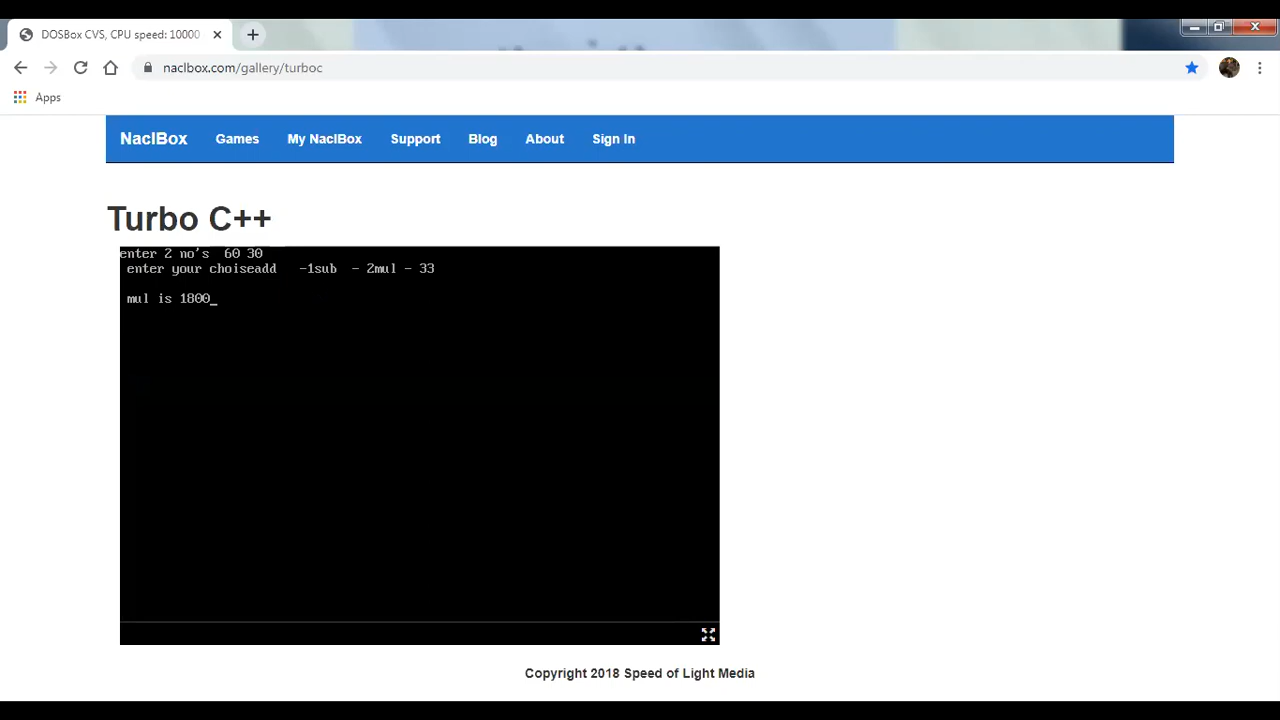 DOSBox CVS, CPU speed: 10000
naclbox.com/gallery/turboc
Apps
NaclBox Games My NaclBox Support Blog About Sign In
Turbo C++
enter 2 no's 60 30
enter your choiseadd -1sub - 2mul - 33
mul is 1800_
Copyright 2018 Speed of Light Media